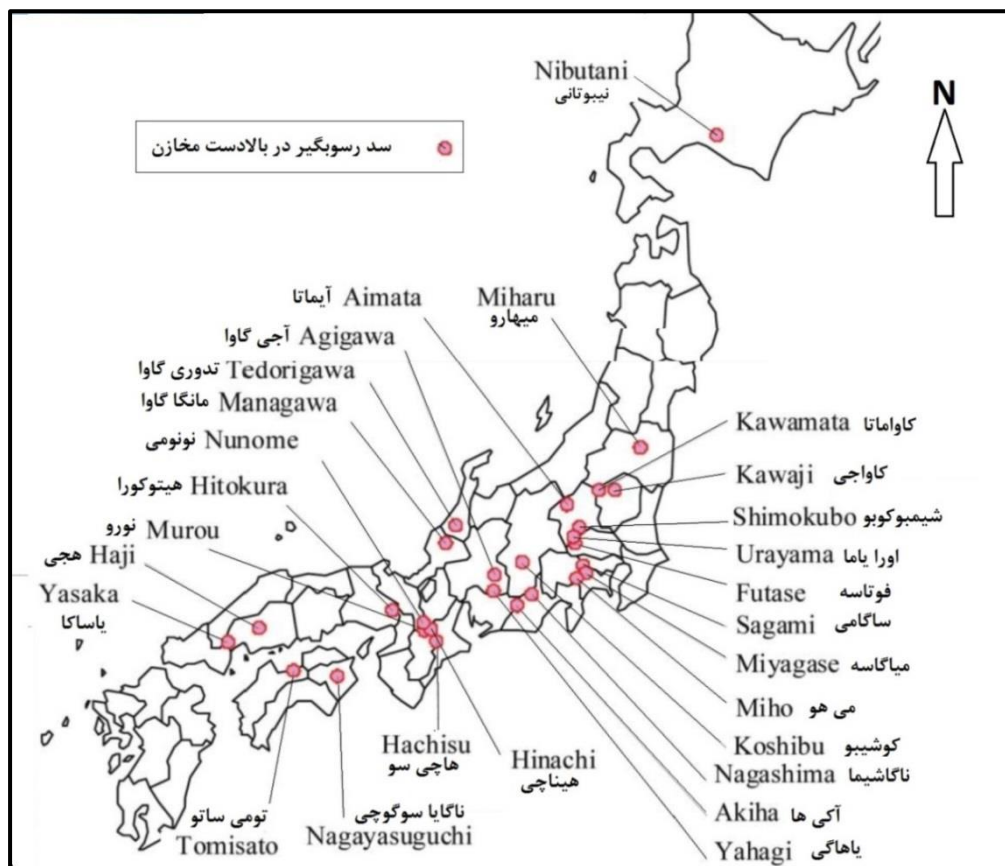 Nibutani
نیبوتانی
N
سد رسوبگیر در بالادست مخازن
آیماتا Aimata
Miharu
میهارو
آجی گاوا Agigawa
تدوری گاوا Tedorigawa
مانگا گاوا Managawa
نونومی Nunome
هیتوکورا Hitokura
نورو Murou
هجی Haji
Yasaka
یاساکا
Kawamata کاواماتا
Kawaji کاواجی
Shimokubo شیمبوکوبو
Urayama اورا یاما
Futase فوتاسه
Sagami ساگامی
Miyagase میاگاسه
Miho می هو
Koshibu کوشیبو
Nagashima ناگاشیما
Akiha آکی ها
Yahagi یاهاگی
Hachisu
هاچی سو
Hinachi
هیناچی
تومی ساتو
Tomisato
ناگایا سوگوچی
Nagayasuguchi